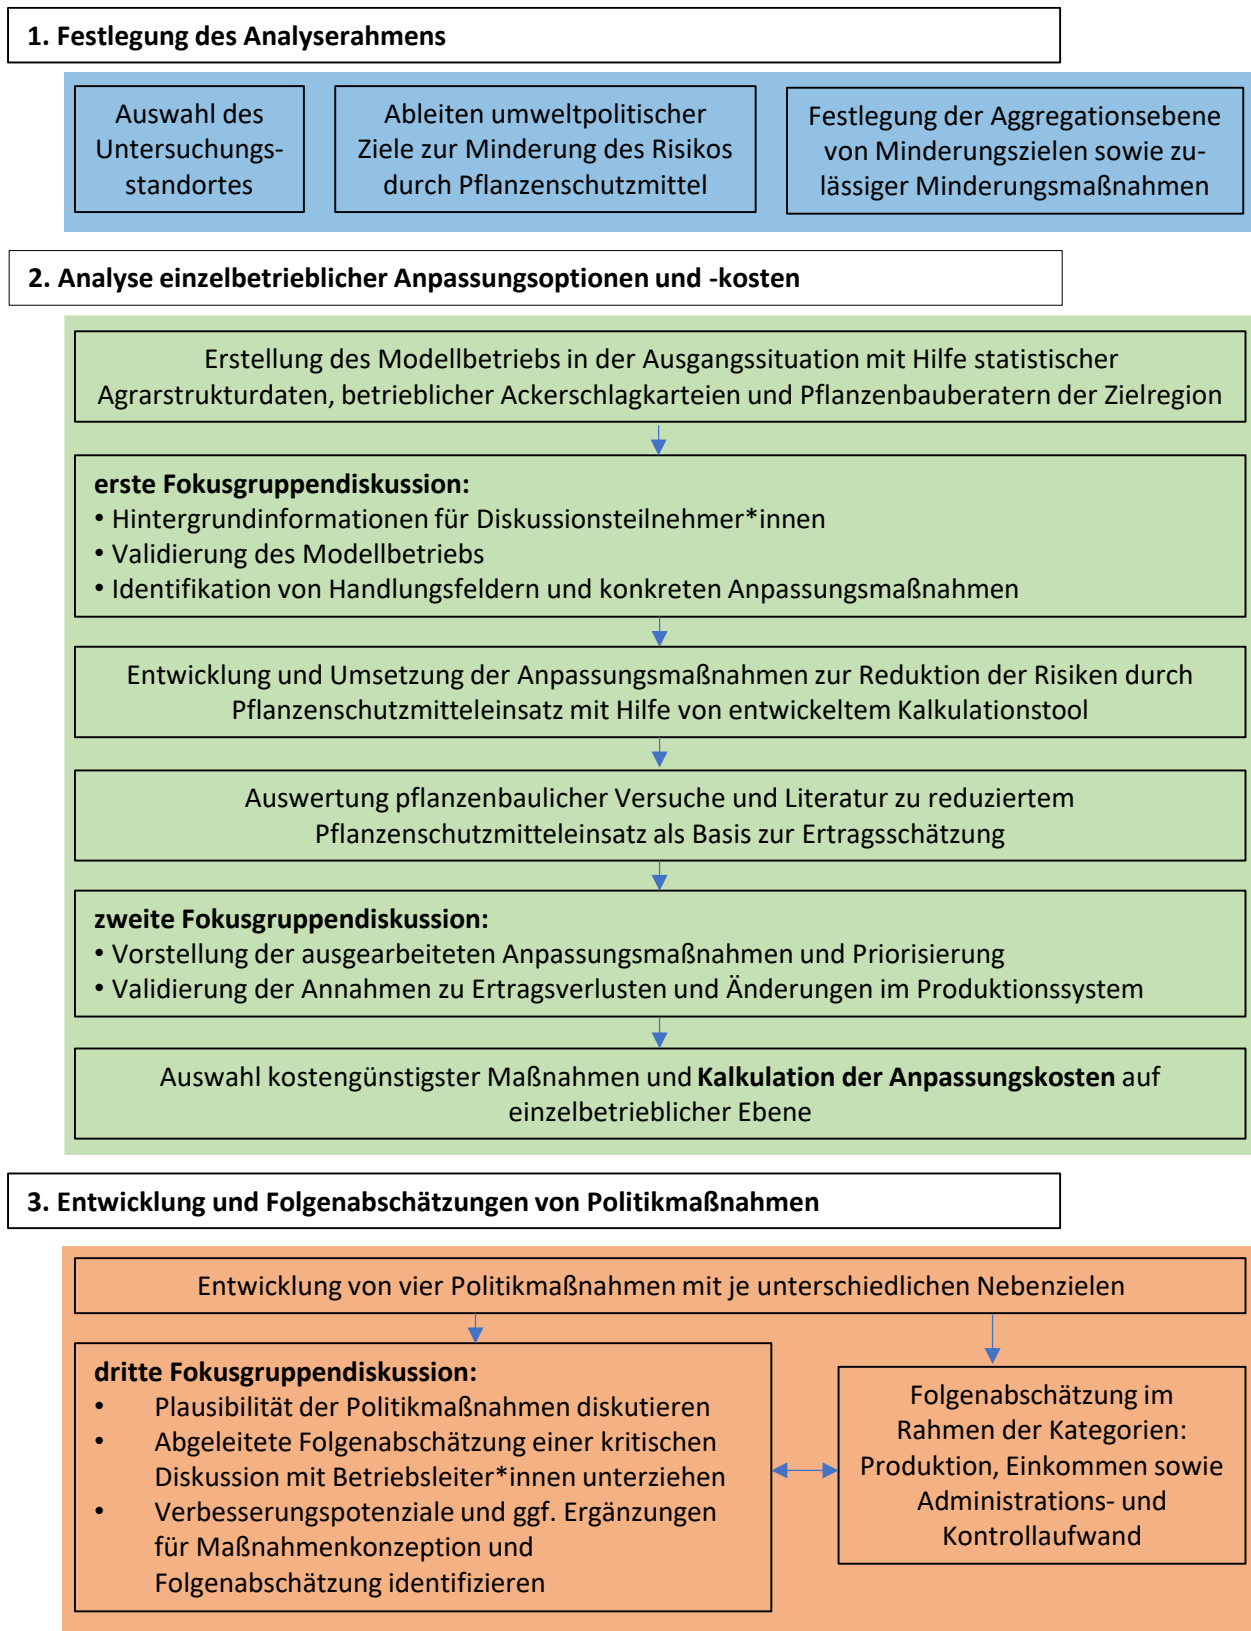 1. Festlegung des Analyserahmens
Auswahl des
Untersuchungs-
standortes
Ableiten umweltpolitischer
Ziele zur Minderung des Risikos
durch Pflanzenschutzmittel
Festlegung der Aggregationsebene
von Minderungszielen sowie zu-
lässiger Minderungsmaßnahmen
2. Analyse einzelbetrieblicher Anpassungsoptionen und -kosten
Erstellung des Modellbetriebs in der Ausgangssituation mit Hilfe statistischer
Agrarstrukturdaten, betrieblicher Ackerschlagkarteien und Pflanzenbauberatern der Zielregion
erste Fokusgruppendiskussion:
• Hintergrundinformationen für Diskussionsteilnehmer*innen
• Validierung des Modellbetriebs
• Identifikation von Handlungsfeldern und konkreten Anpassungsmaßnahmen
Entwicklung und Umsetzung der Anpassungsmaßnahmen zur Reduktion der Risiken durch
Pflanzenschutzmitteleinsatz mit Hilfe von entwickeltem Kalkulationstool
Auswertung pflanzenbaulicher Versuche und Literatur zu reduziertem
Pflanzenschutzmitteleinsatz als Basis zur Ertragsschätzung
zweite Fokusgruppendiskussion:
• Vorstellung der ausgearbeiteten Anpassungsmaßnahmen und Priorisierung
• Validierung der Annahmen zu Ertragsverlusten und Änderungen im Produktionssystem
Auswahl kostengünstigster Maßnahmen und Kalkulation der Anpassungskosten auf
einzelbetrieblicher Ebene
3. Entwicklung und Folgenabschätzungen von Politikmaßnahmen
Entwicklung von vier Politikmaßnahmen mit je unterschiedlichen Nebenzielen
dritte Fokusgruppendiskussion:
• Plausibilität der Politikmaßnahmen diskutieren
• Abgeleitete Folgenabschätzung einer kritischen
Diskussion mit Betriebsleiter*innen unterziehen
• Verbesserungspotenziale und ggf. Ergänzungen
für Maßnahmenkonzeption und
Folgenabschätzung identifizieren
Folgenabschätzung im
Rahmen der Kategorien:
Produktion, Einkommen sowie
Administrations- und
Kontrollaufwand